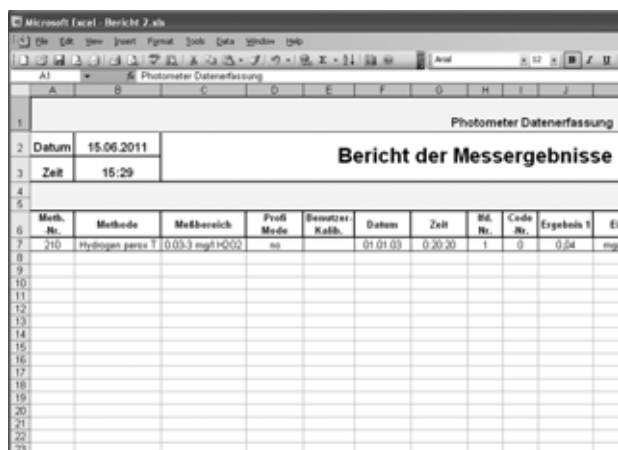 Microsoft Excel - Bericht 2.xls
File Edit View Insert Format Tools Data Window Help
Arial 12 B I U
A1 fx Photometer Datenerfassung
A B C D E F G H I J
1 Photometer Datenerfassung
2 Datum 15.06.2011
Bericht der Messergebnisse
3 Zeit 15:29
4
5
6 Meth.-Nr. Methode Meßbereich Profi Mode Benutzer-Kalib. Datum Zeit lfd. Nr. Code-Nr. Ergebnis 1
7 210 Hydrogen perox T 0.03-3 mg/l H2O2 no 01.01.03 0:20:20 1 0 0,04 mg
8
9
10
11
12
13
14
15
16
17
18
19
20
21
22
23